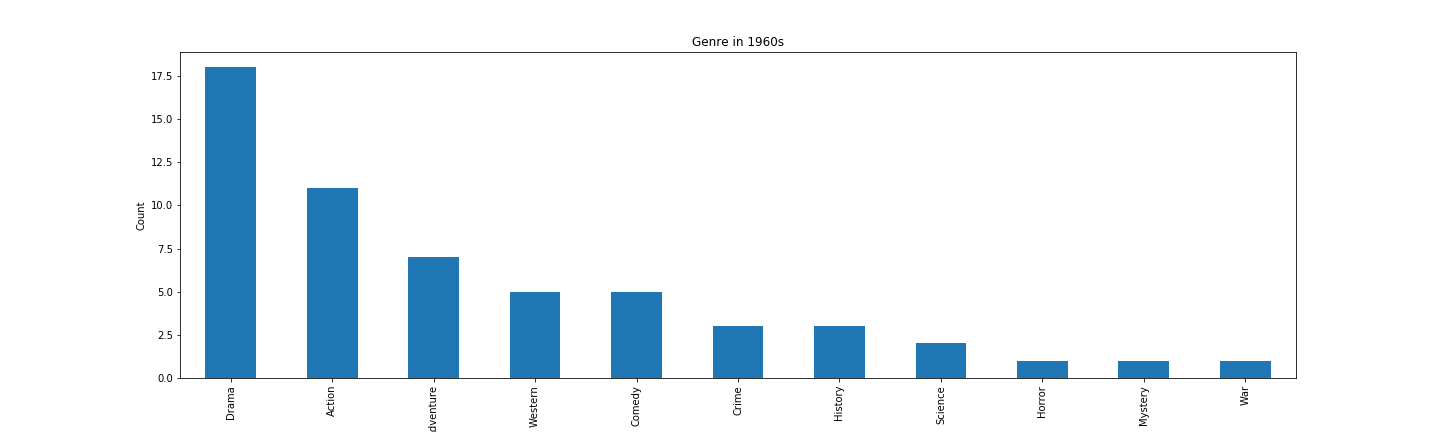 Genre in 1960s
17.5
15.0
12.5
10.0
7.5
5.0
2.5
0.0
Count
Drama
Action
dventure
Western
Comedy
Crime
History
Science
Horror
Mystery
War